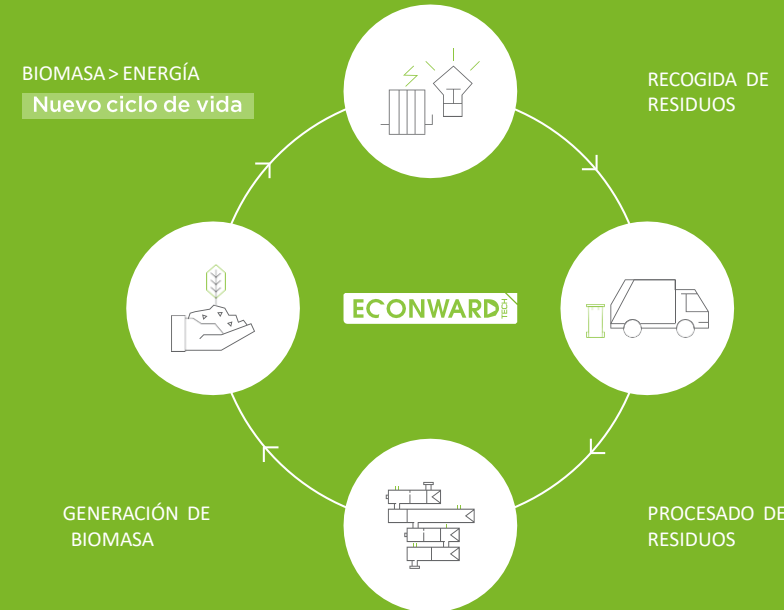 BIOMASA > ENERGÍA
Nuevo ciclo de vida
RECOGIDA DE
RESIDUOS
ECONWARD TECH
GENERACIÓN DE
BIOMASA
PROCESADO DE
RESIDUOS